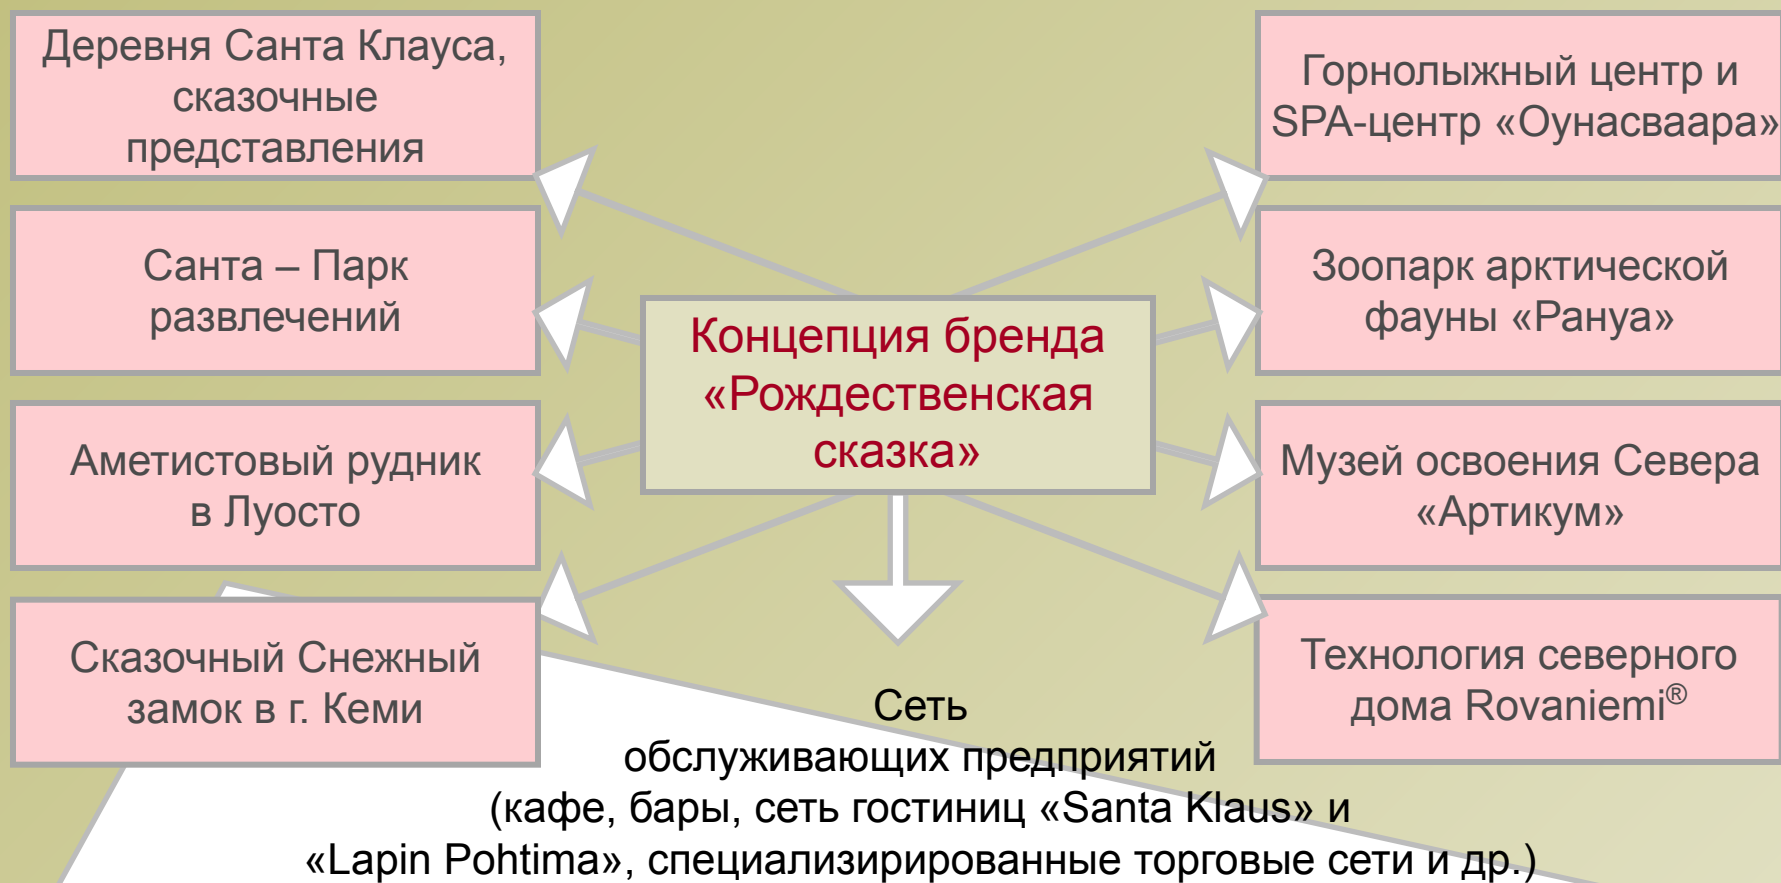 Деревня Санта Клауса,
сказочные
представления
Санта – Парк
развлечений
Аметистовый рудник
в Луосто
Сказочный Снежный
замок в г. Кеми
Концепция бренда
«Рождественская
сказка»
Горнолыжный центр и
SPA-центр «Оунасваара»
Зоопарк арктической
фауны «Рануа»
Музей освоения Севера
«Артикум»
Технология северного
дома Rovaniemi®
Сеть
обслуживающих предприятий
(кафе, бары, сеть гостиниц «Santa Klaus» и
«Lapin Pohtima», специализирированные торговые сети и др.)